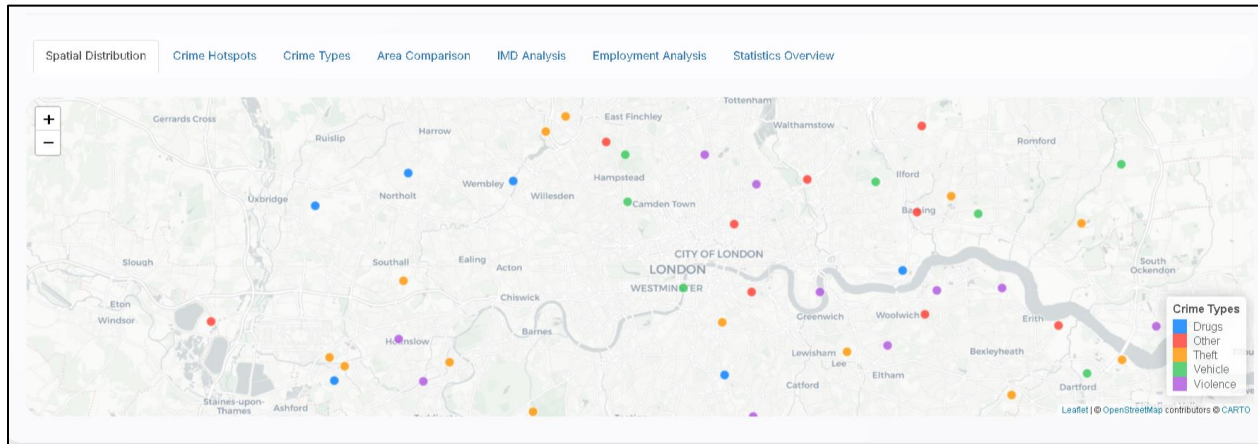 Spatial Distribution Crime Hotspots Crime Types Area Comparison IMD Analysis Employment Analysis Statistics Overview
+
−
Tottenham
Gerrards Cross
East Finchley
Walthamstow
Ruislip
Harrow
Romford
Hampstead
Ilford
Wembley
Uxbridge
Northolt
Willesden
Camden Town
Barking
CITY OF LONDON
Slough
Southall
Ealing
Acton
LONDON
South
Ockendon
WESTMINSTER
Chiswick
Eton
Windsor
Greenwich
Woolwich
Erith
Barnes
Hounslow
Lewisham
Lee
Bexleyheath
Eltham
Catford
Dartford
Staines-upon-
Thames
Ashford
Teddington
Crime Types
Drugs
Other
Theft
Vehicle
Violence
Leaflet | © OpenStreetMap contributors © CARTO